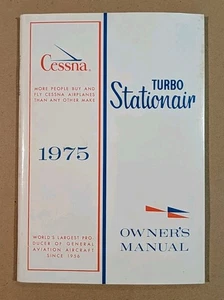 Cessna®
MORE PEOPLE BUY AND
FLY CESSNA AIRPLANES
THAN ANY OTHER MAKE
1975
WORLD'S LARGEST PRO-
DUCER OF GENERAL
AVIATION AIRCRAFT
SINCE 1956
TURBO
Stationair
OWNER'S
MANUAL